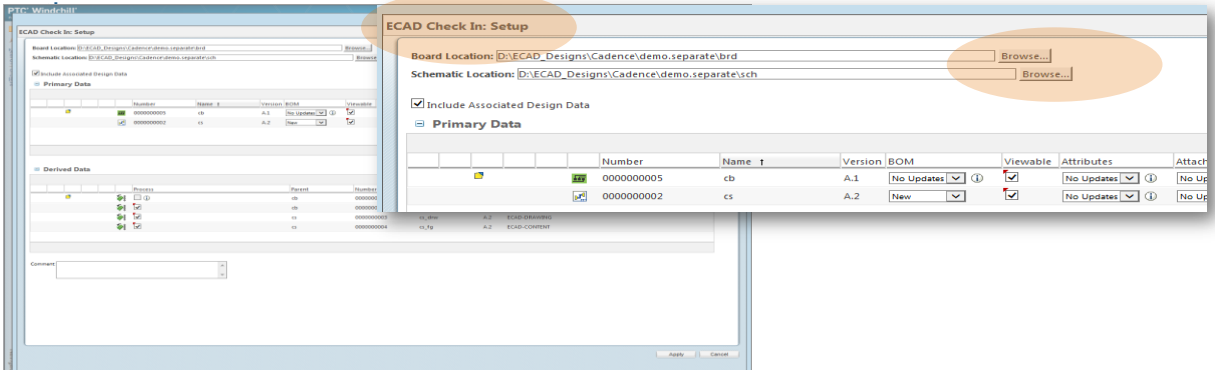 PTC Windchill
ECAD Check In: Setup
Board Location: D:\ECAD_Designs\Cadence\demo.separate\brd Browse...
Schematic Location: D:\ECAD_Designs\Cadence\demo.separate\sch Browse
Include Associated Design Data
Primary Data
Number Name ↑ Version BOM Viewable
0000000005 cb A.1 No Updates
0000000002 cs A.2 New
Derived Data
Process Parent Number
cb 0000000
cb 0000000
cs 0000000003 cs_drw A.2 ECAD-DRAWING
cs 0000000004 cs_fg A.2 ECAD-CONTENT
Comment
Apply Cancel
ECAD Check In: Setup
Board Location: D:\ECAD_Designs\Cadence\demo.separate\brd Browse...
Schematic Location: D:\ECAD_Designs\Cadence\demo.separate\sch Browse...
Include Associated Design Data
Primary Data
Number Name ↑ Version BOM Viewable Attributes Attach
0000000005 cb A.1 No Updates No Updates No Up
0000000002 cs A.2 New No Updates No Up